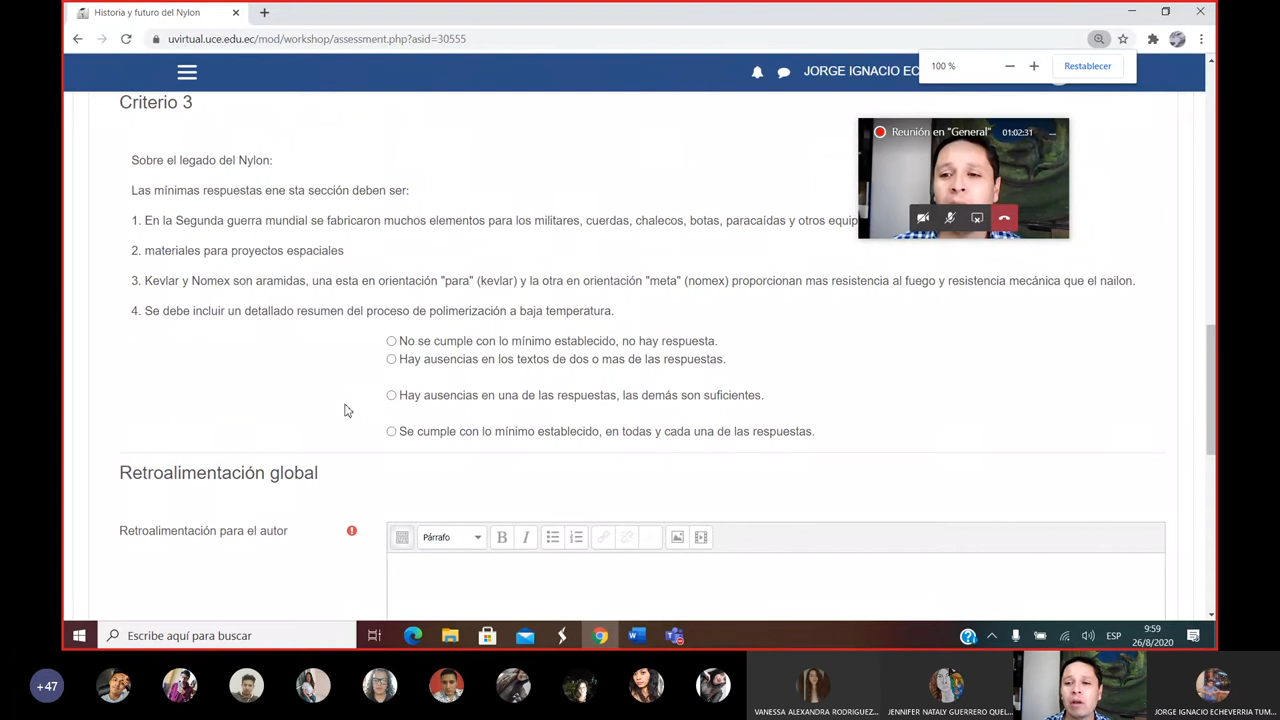 Historia y futuro del Nylon
uvirtual.uce.edu.ec/mod/workshop/assessment.php?asid=30555
100 %
Restablecer
JORGE IGNACIO EC
Criterio 3
Reunión en "General"
01:02:31
Sobre el legado del Nylon:
Las mínimas respuestas ene sta sección deben ser:
1. En la Segunda guerra mundial se fabricaron muchos elementos para los militares, cuerdas, chalecos, botas, paracaídas y otros equip
2. materiales para proyectos espaciales
3. Kevlar y Nomex son aramidas, una esta en orientación "para" (kevlar) y la otra en orientación "meta" (nomex) proporcionan mas resistencia al fuego y resistencia mecánica que el nailon.
4. Se debe incluir un detallado resumen del proceso de polimerización a baja temperatura.
No se cumple con lo mínimo establecido, no hay respuesta.
Hay ausencias en los textos de dos o mas de las respuestas.
Hay ausencias en una de las respuestas, las demás son suficientes.
Se cumple con lo mínimo establecido, en todas y cada una de las respuestas.
Retroalimentación global
Retroalimentación para el autor
Párrafo
B I
Escribe aquí para buscar
ESP
9:59
26/8/2020
+47
VANESSA ALEXANDRA RODRIGUEZ...
JENNIFER NATALY GUERRERO QUEL...
JORGE IGNACIO ECHEVERRIA TUM...